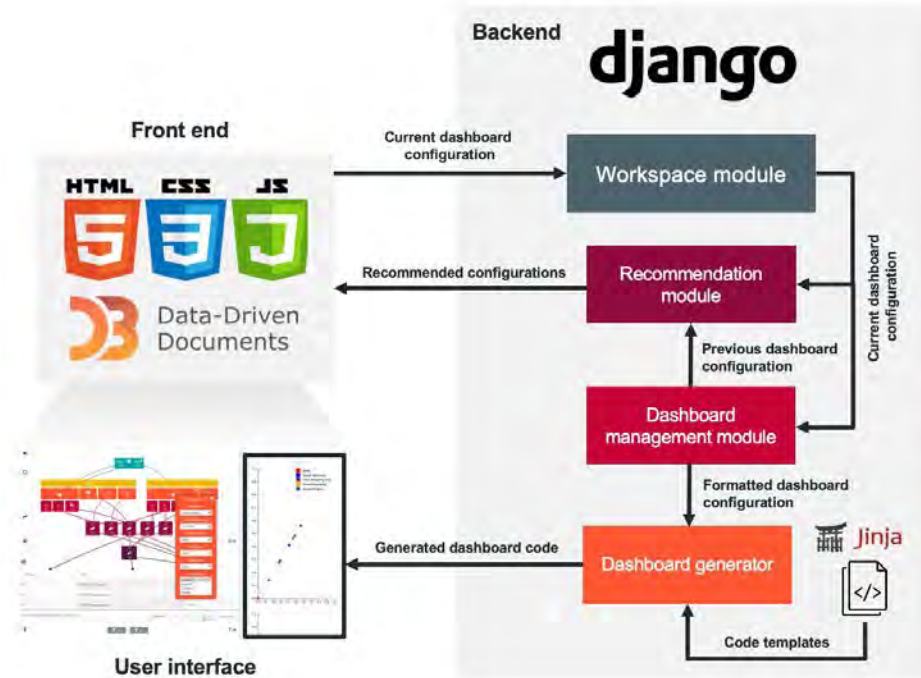 Backend
django
Front end
Current dashboard
configuration
Workspace module
HTML CSS JS
5 3 J
Recommended configurations
Recommendation
module
Current dashboard
configuration
Data-Driven
Documents
Previous dashboard
configuration
Dashboard
management module
Formatted dashboard
configuration
Jinja
Generated dashboard code
Dashboard generator
</>
Code templates
User interface